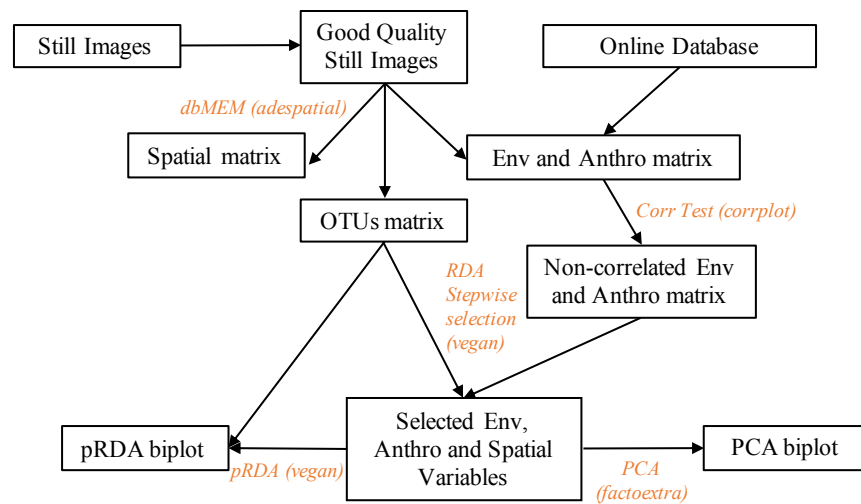 Still Images
Good Quality
Still Images
Online Database
dbMEM (adespatial)
Spatial matrix
Env and Anthro matrix
Corr Test (corrplot)
OTUs matrix
RDA
Stepwise
selection
(vegan)
Non-correlated Env
and Anthro matrix
pRDA biplot
pRDA (vegan)
Selected Env,
Anthro and Spatial
Variables
PCA
(factoextra)
PCA biplot